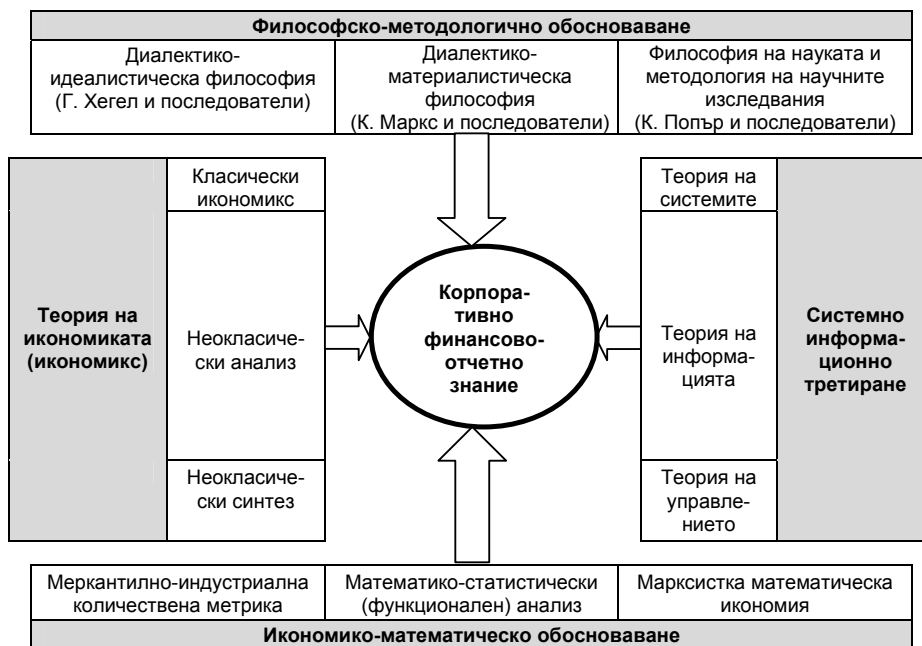 Философско-методологично обосноваване
Диалектико-
идеалистическа философия
(Г. Хегел и последователи)
Диалектико-
материалистическа
философия
(К. Маркс и последователи)
Философия на науката и
методология на научните
изследвания
(К. Попър и последователи)
Теория на
икономиката
(икономикс)
Класически
икономикс
Неокласиче-
ски анализ
Неокласиче-
ски синтез
Корпора-
тивно
финансово-
отчетно
знание
Теория на
системите
Теория на
информа-
цията
Теория на
управле-
нието
Системно
информа-
ционно
третиране
Меркантилно-индустриална
количествена метрика
Математико-статистически
(функционален) анализ
Марксистка математическа
икономия
Икономико-математическо обосноваване